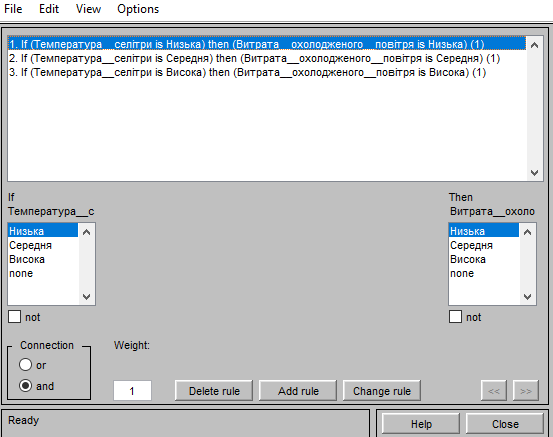 File Edit View Options
1. If (Температура__селітри is Низька) then (Витрата__охолодженого__повітря is Низька) (1)
2. If (Температура__селітри is Середня) then (Витрата__охолодженого__повітря is Середня) (1)
3. If (Температура__селітри is Висока) then (Витрата__охолодженого__повітря is Висока) (1)
If
Температура__с
Then
Витрата__охоло
Низька
Середня
Висока
none
Низька
Середня
Висока
none
not
not
Connection
or
and
Weight:
1
Delete rule
Add rule
Change rule
<<
>>
Ready
Help
Close